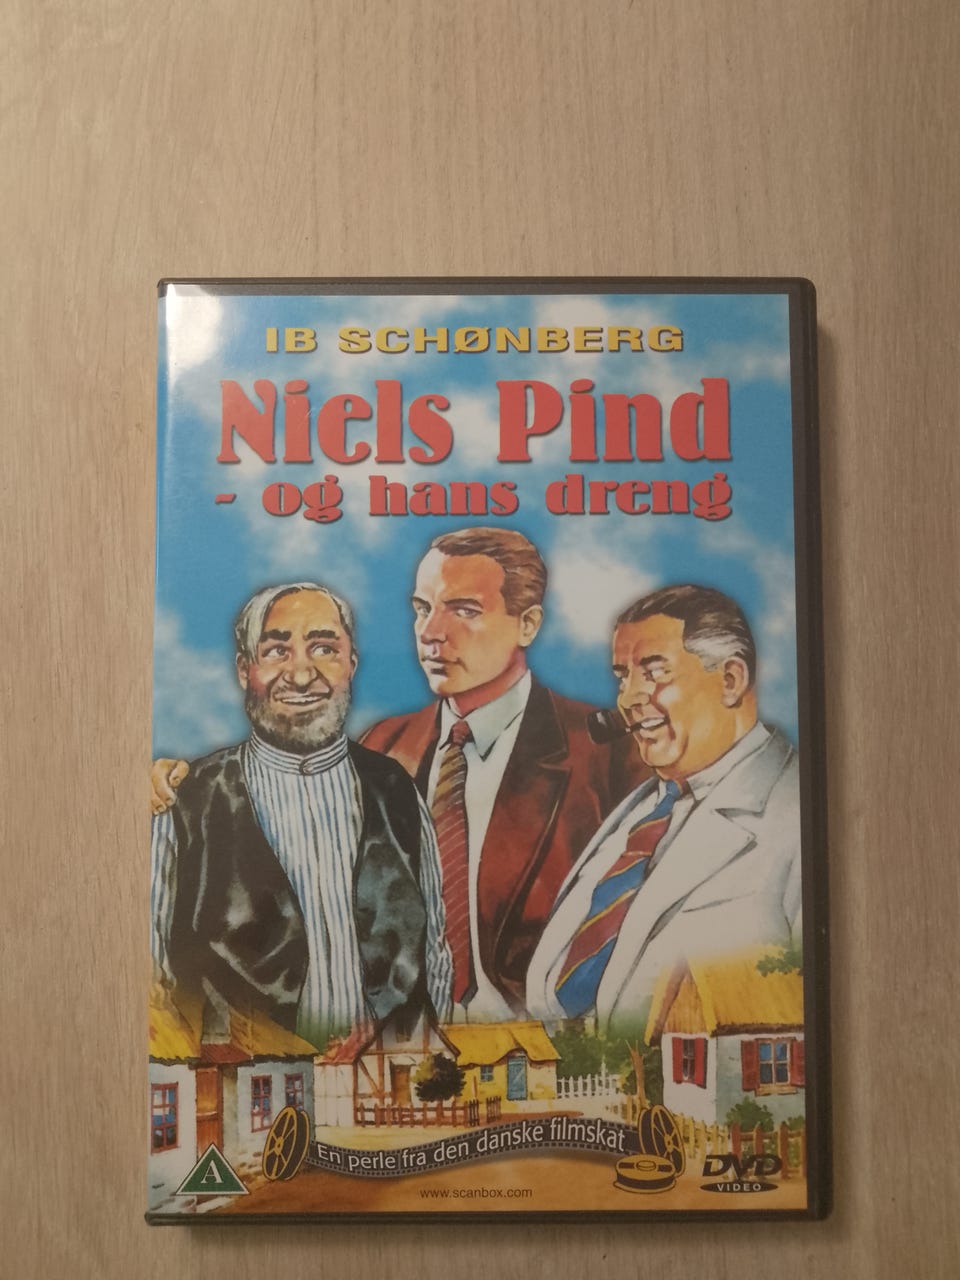 IB SCHØNBERG
Niels Pind
- og hans dreng
En perle fra den danske filmskat
A
DVD
VIDEO
www.scanbox.com